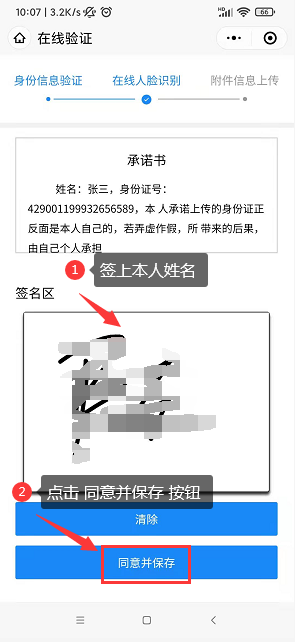 10:07 | 3.2K/s
66
在线验证
身份信息验证 在线人脸识别 附件信息上传
承诺书
姓名：张三，身份证号：
429001199932656589，本 人承诺上传的身份证正
反面是本人自己的，若弄虚作假，所 带来的后果，
由自己个人承担
1 签上本人姓名
签名区
2 点击 同意并保存 按钮
清除
同意并保存